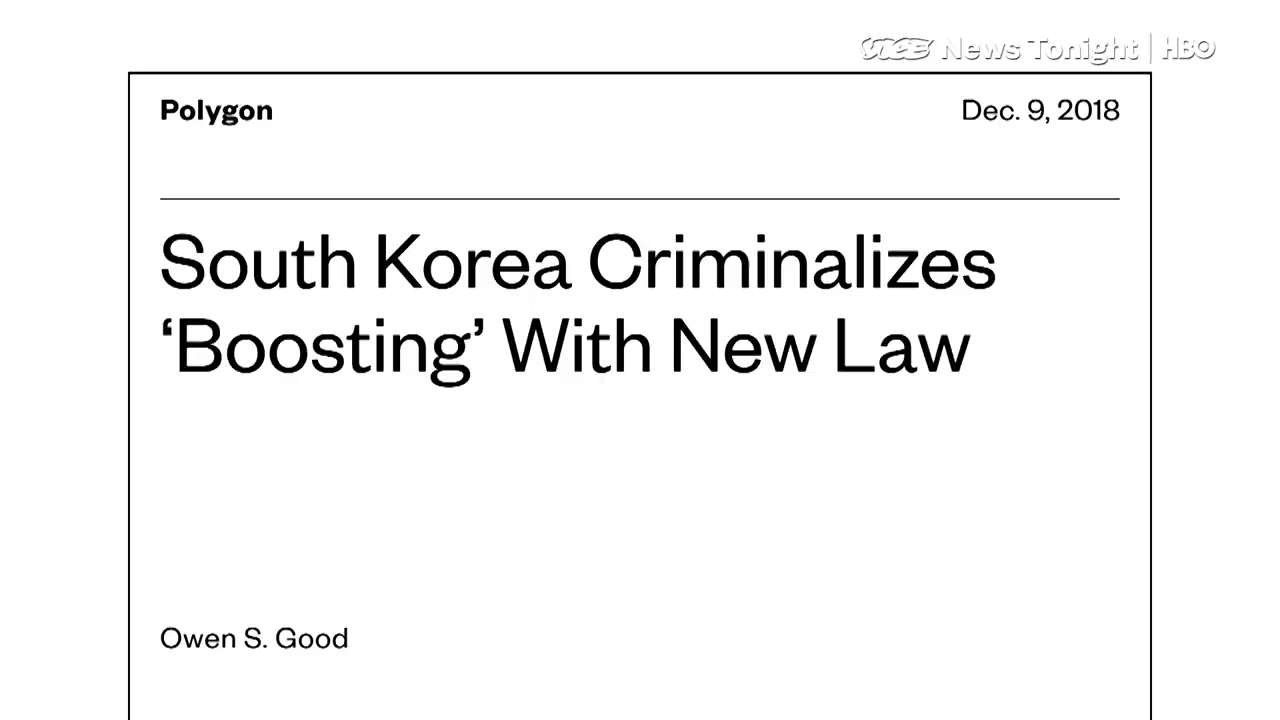 VICE News Tonight | HBO
Polygon
Dec. 9, 2018
South Korea Criminalizes
‘Boosting’ With New Law
Owen S. Good